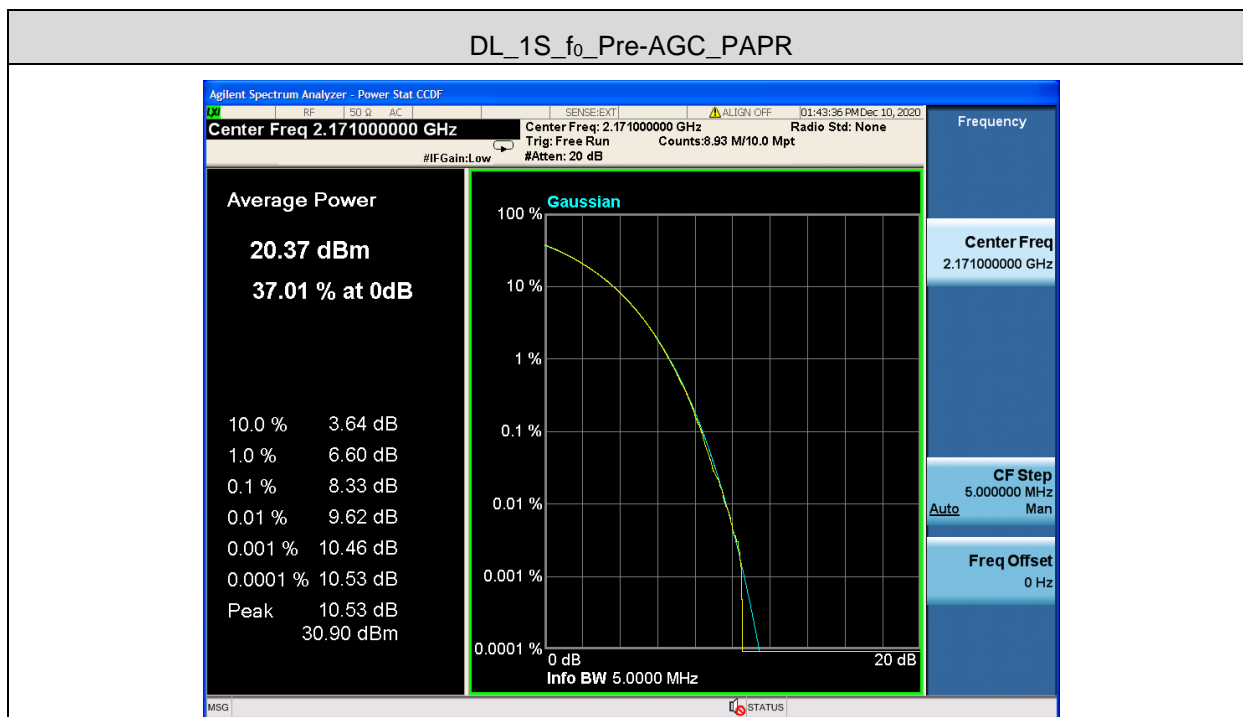 DL_1S_f₀_Pre-AGC_PAPR
Agilent Spectrum Analyzer - Power Stat CCDF
LXI RF 50 Ω AC SENSE:EXT ALIGN OFF 01:43:36 PM Dec 10, 2020
Center Freq 2.171000000 GHz
Center Freq: 2.171000000 GHz Radio Std: None
Trig: Free Run Counts:8.93 M/10.0 Mpt
#IFGain:Low #Atten: 20 dB
Frequency
Average Power
20.37 dBm
37.01 % at 0dB
10.0 % 3.64 dB
1.0 % 6.60 dB
0.1 % 8.33 dB
0.01 % 9.62 dB
0.001 % 10.46 dB
0.0001 % 10.53 dB
Peak 10.53 dB
30.90 dBm
Gaussian
100 %
10 %
1 %
0.1 %
0.01 %
0.001 %
0.0001 %
0 dB 20 dB
Info BW 5.0000 MHz
Center Freq
2.171000000 GHz
CF Step
5.000000 MHz
Auto Man
Freq Offset
0 Hz
MSG STATUS